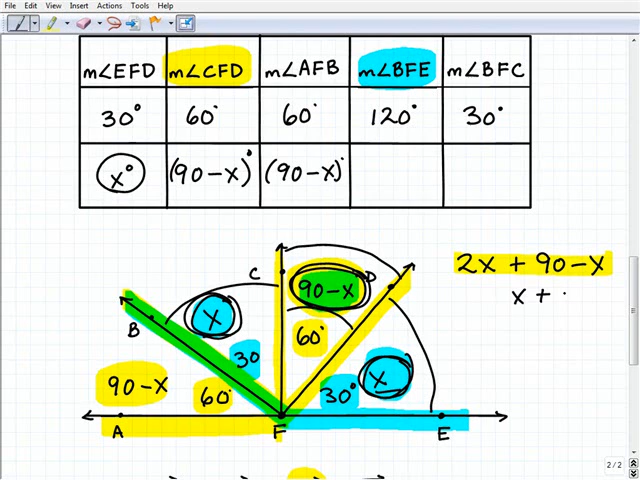 File Edit View Insert Actions Tools Help
m∠EFD m∠CFD m∠AFB m∠BFE m∠BFC
30° 60° 60° 120° 30°
x° (90-x)° (90-x)°
C 90-x D
2x + 90-x
x +
B x
60°
30 x
90-x 60° 30°
A F E
2/2